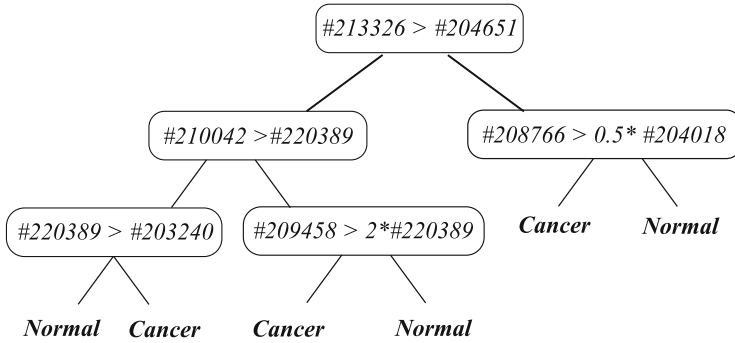 #213326 > #204651
#210042 >#220389
#208766 > 0.5* #204018
#220389 > #203240
#209458 > 2*#220389
Cancer
Normal
Normal
Cancer
Cancer
Normal